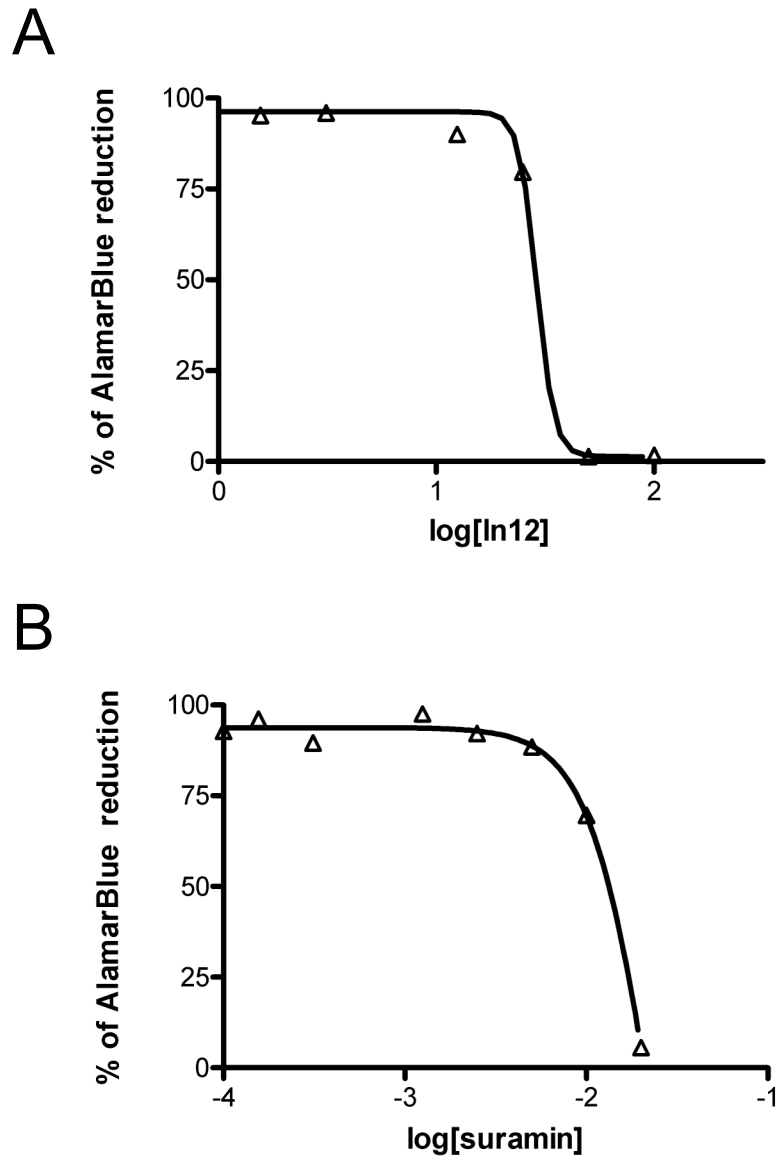 A
% of AlamarBlue reduction
100
75
50
25
0
0 1 2
log[In12]
B
% of AlamarBlue reduction
100
75
50
25
0
-4 -3 -2 -1
log[suramin]